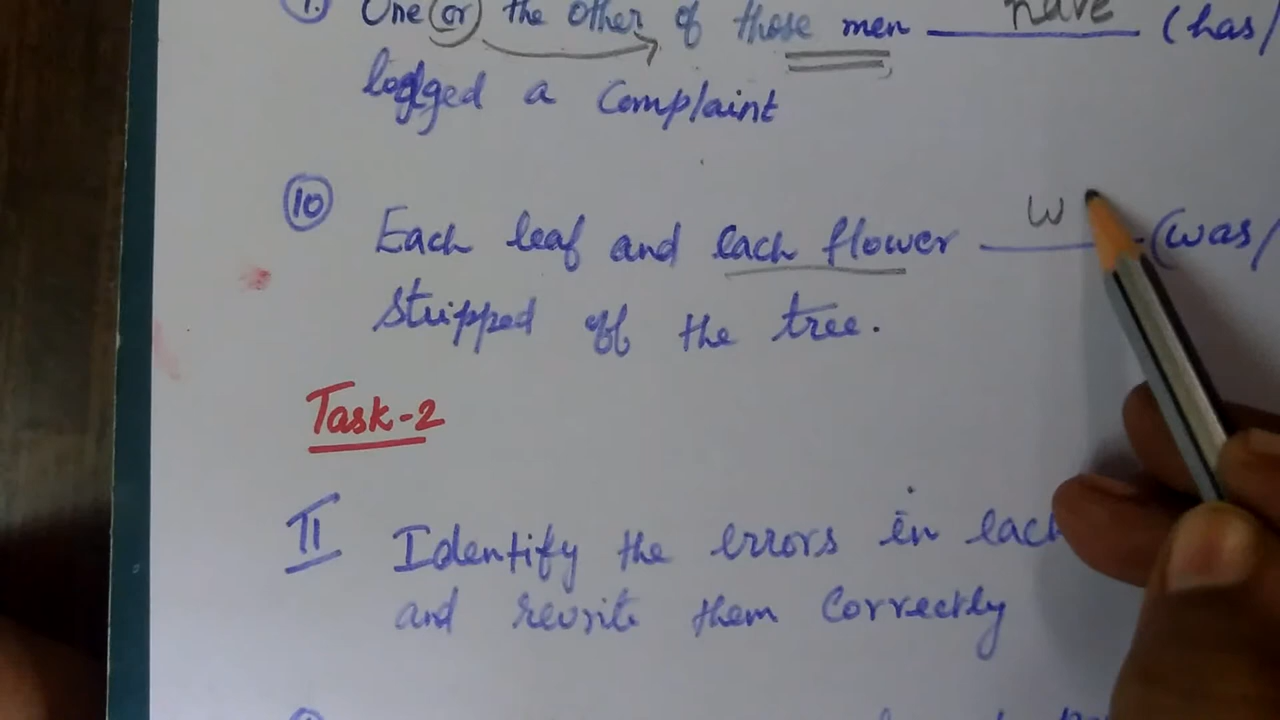 One or the other of those men have (has/
lodged a Complaint
10 Each leaf and each flower w (was/
stripped off the tree.
Task-2
II Identify the errors in each
and rewrite them Correctly